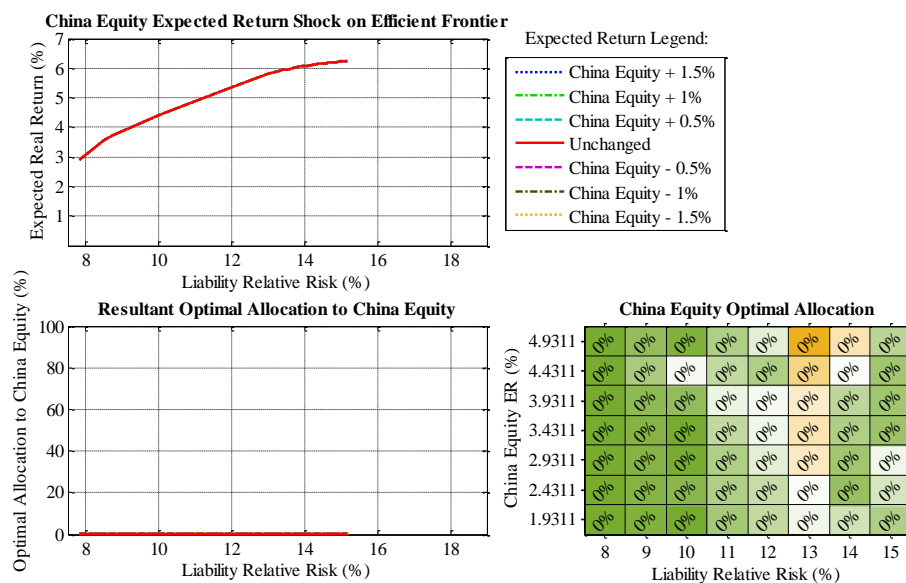 China Equity Expected Return Shock on Efficient Frontier
7
6
5
4
3
2
1
Expected Real Return (%)
8 10 12 14 16 18
Liability Relative Risk (%)
Expected Return Legend:
China Equity + 1.5%
China Equity + 1%
China Equity + 0.5%
Unchanged
China Equity - 0.5%
China Equity - 1%
China Equity - 1.5%
Resultant Optimal Allocation to China Equity
100
80
60
40
20
0
Optimal Allocation to China Equity (%)
8 10 12 14 16 18
Liability Relative Risk (%)
China Equity Optimal Allocation
China Equity ER (%)
4.9311 0% 0% 0% 0% 0% 0% 0% 0%
4.4311 0% 0% 0% 0% 0% 0% 0% 0%
3.9311 0% 0% 0% 0% 0% 0% 0% 0%
3.4311 0% 0% 0% 0% 0% 0% 0% 0%
2.9311 0% 0% 0% 0% 0% 0% 0% 0%
2.4311 0% 0% 0% 0% 0% 0% 0% 0%
1.9311 0% 0% 0% 0% 0% 0% 0% 0%
8 9 10 11 12 13 14 15
Liability Relative Risk (%)